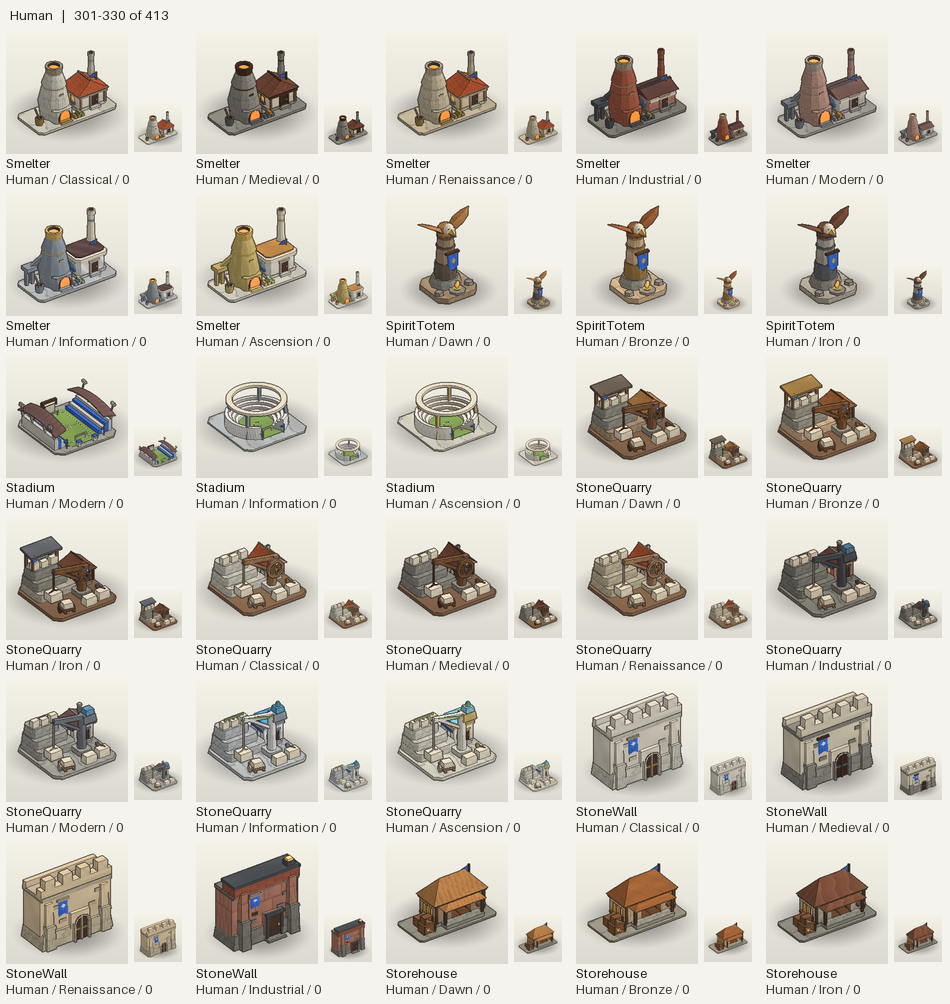 Human | 301-330 of 413
Smelter Smelter Smelter Smelter Smelter
Human / Classical / 0 Human / Medieval / 0 Human / Renaissance / 0 Human / Industrial / 0 Human / Modern / 0
Smelter Smelter SpiritTotem SpiritTotem SpiritTotem
Human / Information / 0 Human / Ascension / 0 Human / Dawn / 0 Human / Bronze / 0 Human / Iron / 0
Stadium Stadium Stadium StoneQuarry StoneQuarry
Human / Modern / 0 Human / Information / 0 Human / Ascension / 0 Human / Dawn / 0 Human / Bronze / 0
StoneQuarry StoneQuarry StoneQuarry StoneQuarry StoneQuarry
Human / Iron / 0 Human / Classical / 0 Human / Medieval / 0 Human / Renaissance / 0 Human / Industrial / 0
StoneQuarry StoneQuarry StoneQuarry StoneWall StoneWall
Human / Modern / 0 Human / Information / 0 Human / Ascension / 0 Human / Classical / 0 Human / Medieval / 0
StoneWall StoneWall Storehouse Storehouse Storehouse
Human / Renaissance / 0 Human / Industrial / 0 Human / Dawn / 0 Human / Bronze / 0 Human / Iron / 0